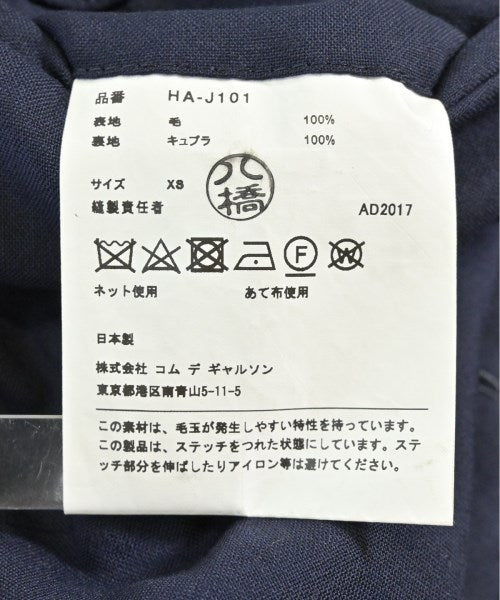 品番 HA-J101
表地 毛 100%
裏地 キュプラ 100%
サイズ XS
八橋
縫製責任者 AD2017
F W
ネット使用 あて布使用
日本製
株式会社 コム デ ギャルソン
東京都港区南青山5-11-5
この素材は、毛玉が発生しやすい特性を持っています。
この製品は、ステッチをつれた状態にしています。ステ
ッチ部分を伸ばしたりアイロン等は避けてください。